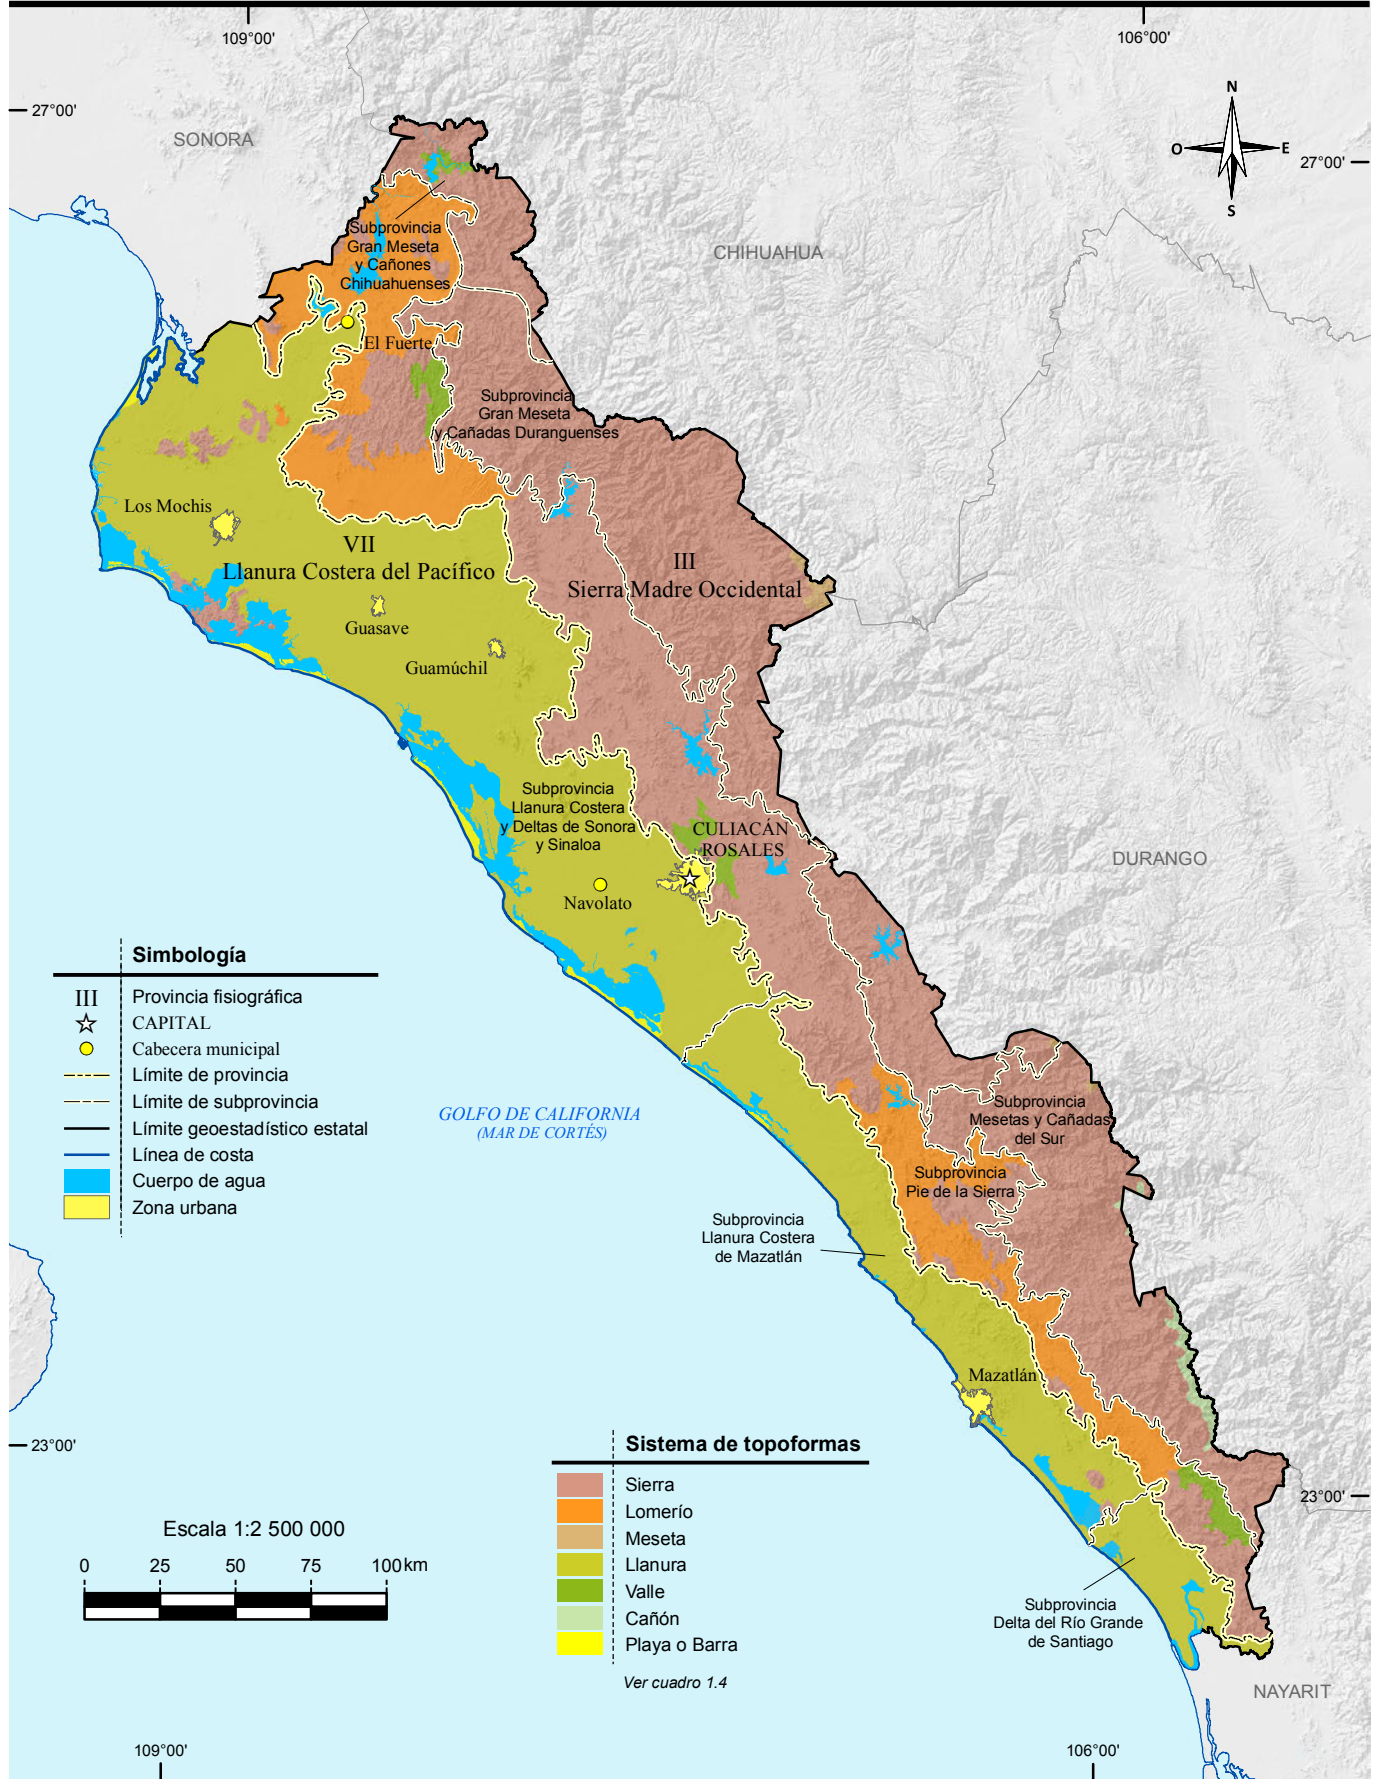 109°00'
106°00'
27°00'
27°00'
N
O
E
S
SONORA
CHIHUAHUA
Subprovincia
Gran Meseta
y Cañones
Chihuahuenses
El Fuerte
Subprovincia
Gran Meseta
y Cañadas Duranguenses
Los Mochis
VII
Llanura Costera del Pacífico
III
Sierra Madre Occidental
Guasave
Guamúchil
Subprovincia
Llanura Costera
y Deltas de Sonora
y Sinaloa
CULIACÁN
ROSALES
DURANGO
Navolato
Simbología
III Provincia fisiográfica
CAPITAL
Cabecera municipal
Límite de provincia
Límite de subprovincia
Límite geoestadístico estatal
Línea de costa
Cuerpo de agua
Zona urbana
GOLFO DE CALIFORNIA
(MAR DE CORTÉS)
Subprovincia
Mesetas y Cañadas
del Sur
Subprovincia
Pie de la Sierra
Subprovincia
Llanura Costera
de Mazatlán
Mazatlán
23°00'
23°00'
Sistema de topoformas
Sierra
Lomerío
Meseta
Llanura
Valle
Cañón
Playa o Barra
Ver cuadro 1.4
Escala 1:2 500 000
0 25 50 75 100 km
Subprovincia
Delta del Río Grande
de Santiago
NAYARIT
109°00'
106°00'